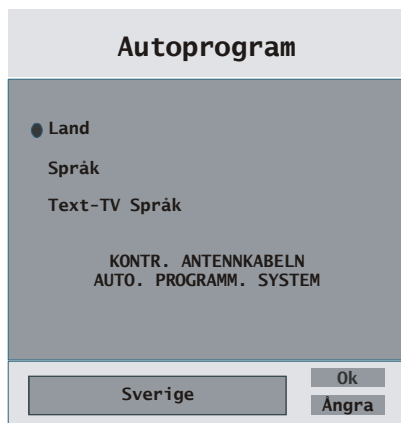 Autoprogram
Land
Språk
Text-TV Språk
KONTR. ANTENNKABELN
AUTO. PROGRAMM. SYSTEM
Sverige
Ok
Ångra